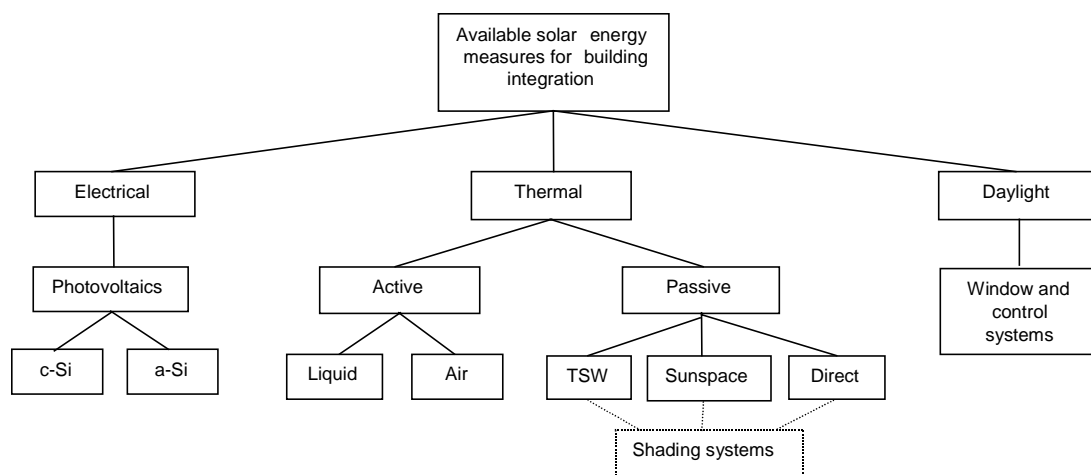 Available solar energy
measures for building
integration
Electrical
Thermal
Daylight
Photovoltaics
Active
Passive
Window and
control
systems
c-Si
a-Si
Liquid
Air
TSW
Sunspace
Direct
Shading systems